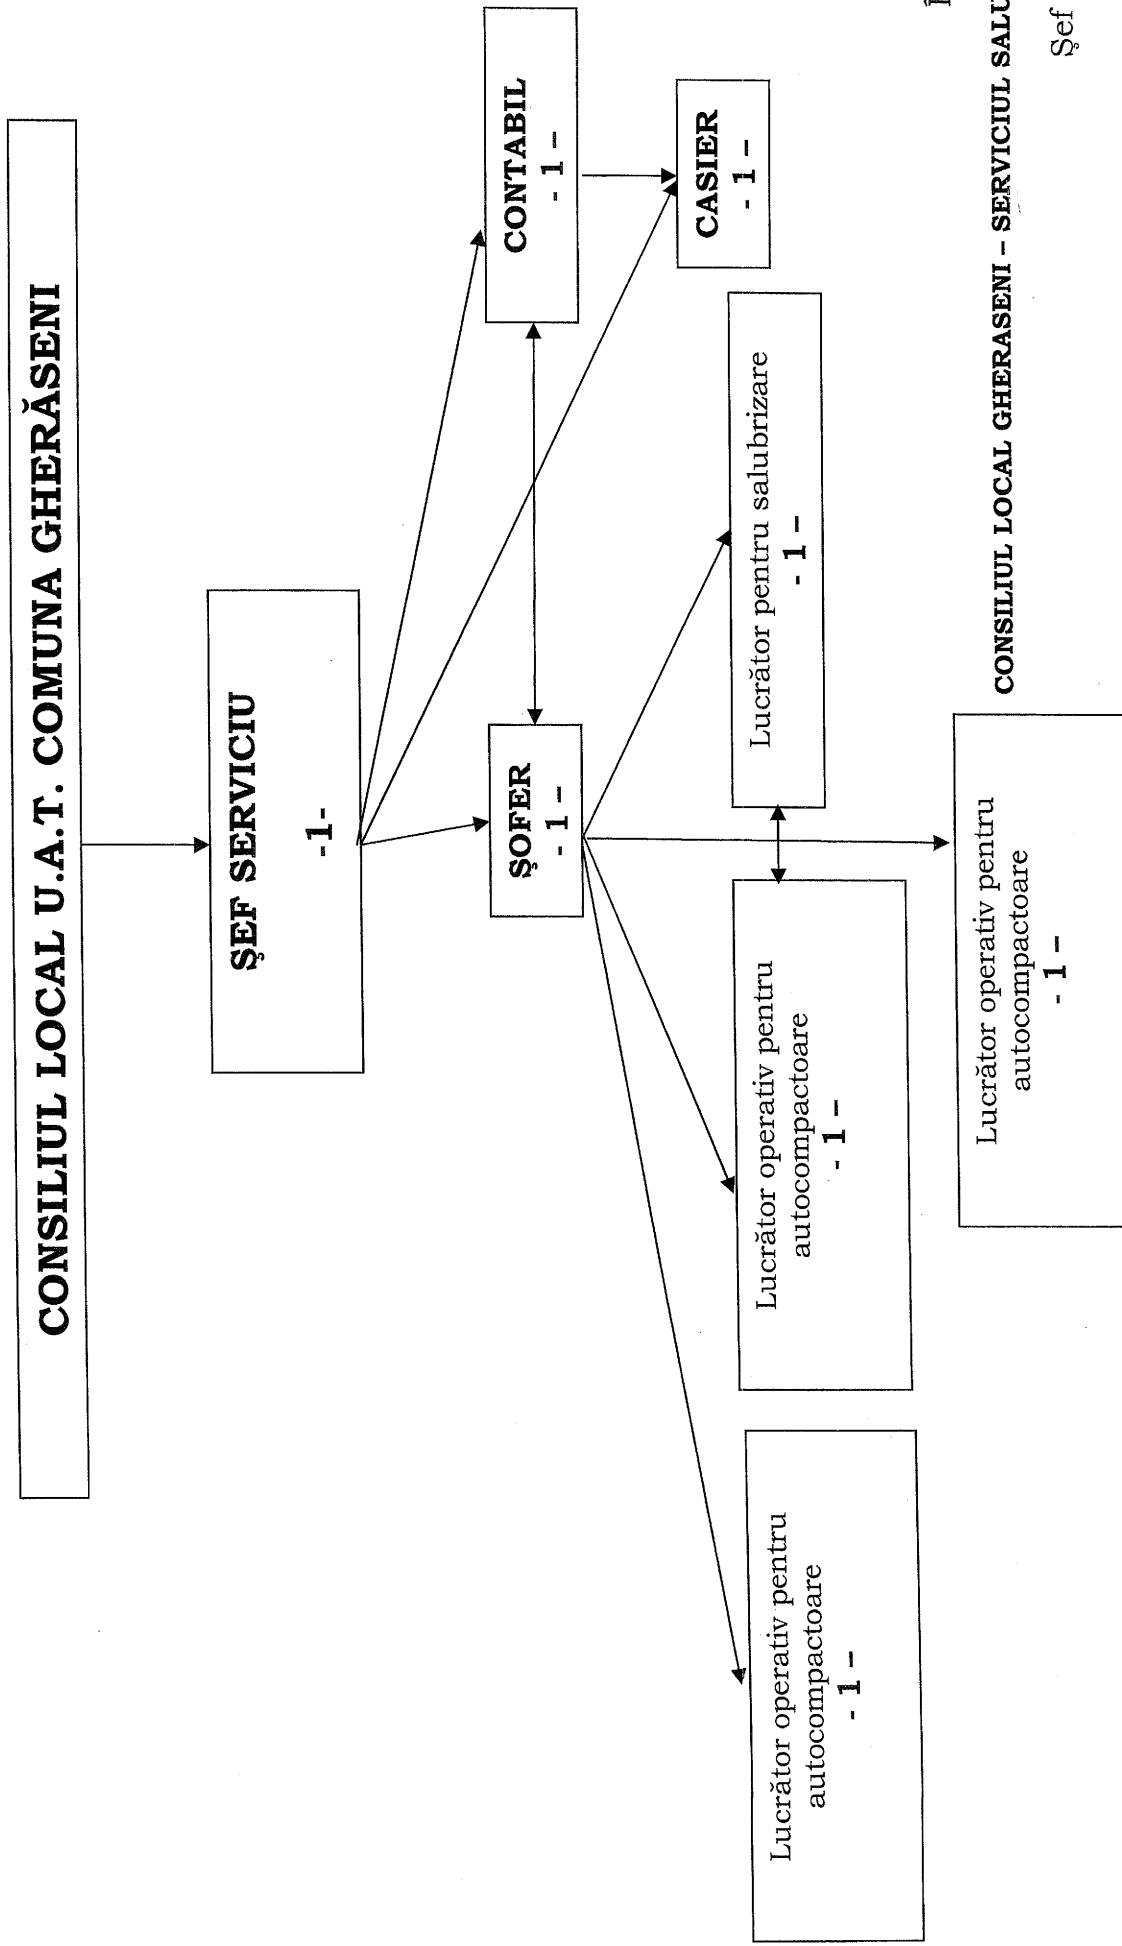 CONSILIUL LOCAL U.A.T. COMUNA GHERĂSENI
ŞEF SERVICIU
-1-
ŞOFER
- 1 –
CONTABIL
- 1 –
CASIER
- 1 –
Lucrător operativ pentru
autocompactoare
- 1 –
Lucrător operativ pentru
autocompactoare
- 1 –
Lucrător pentru salubrizare
- 1 –
Lucrător operativ pentru
autocompactoare
- 1 –
CONSILIUL LOCAL GHERASENI – SERVICIUL SALU
Şef